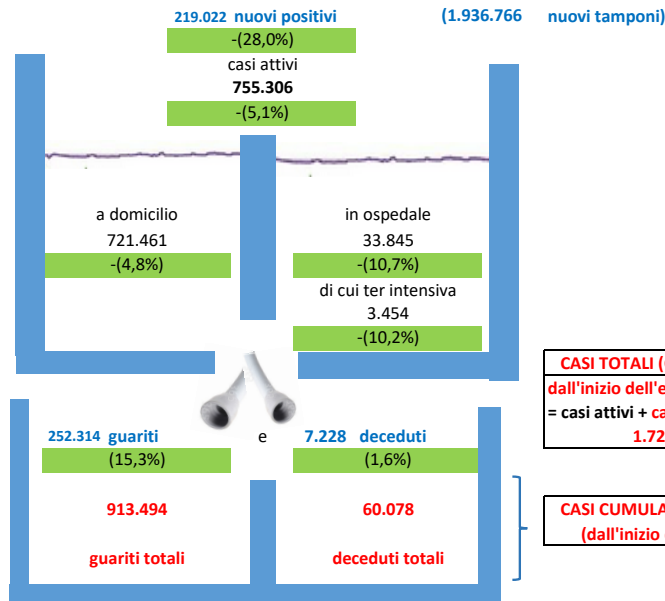 219.022 nuovi positivi (1.936.766 nuovi tamponi)
-(28,0%)
casi attivi
755.306
-(5,1%)
a domicilio
721.461
-(4,8%)
in ospedale
33.845
-(10,7%)
di cui ter intensiva
3.454
-(10,2%)
CASI TOTALI (
dall'inizio dell'e
= casi attivi + ca
1.72
252.314 guariti e 7.228 deceduti
(15,3%) (1,6%)
913.494 60.078
guariti totali deceduti totali
CASI CUMULA
(dall'inizio